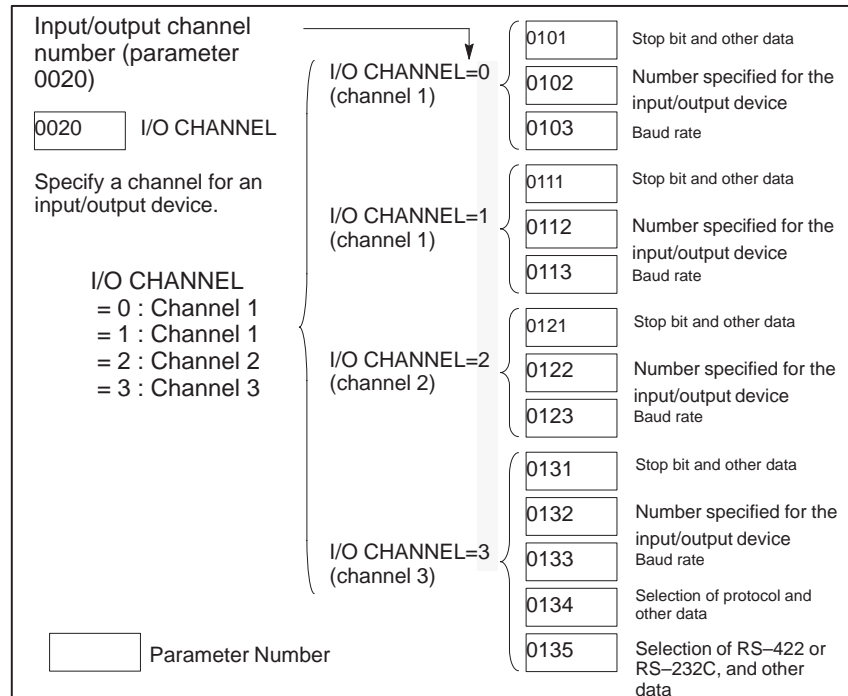 Input/output channel
number (parameter
0020)
0020 I/O CHANNEL
Specify a channel for an
input/output device.
I/O CHANNEL
= 0 : Channel 1
= 1 : Channel 1
= 2 : Channel 2
= 3 : Channel 3
I/O CHANNEL=0
(channel 1)
0101 Stop bit and other data
0102 Number specified for the
input/output device
0103 Baud rate
I/O CHANNEL=1
(channel 1)
0111 Stop bit and other data
0112 Number specified for the
input/output device
0113 Baud rate
I/O CHANNEL=2
(channel 2)
0121 Stop bit and other data
0122 Number specified for the
input/output device
0123 Baud rate
I/O CHANNEL=3
(channel 3)
0131 Stop bit and other data
0132 Number specified for the
input/output device
0133 Baud rate
0134 Selection of protocol and
other data
0135 Selection of RS–422 or
RS–232C, and other
data
Parameter Number